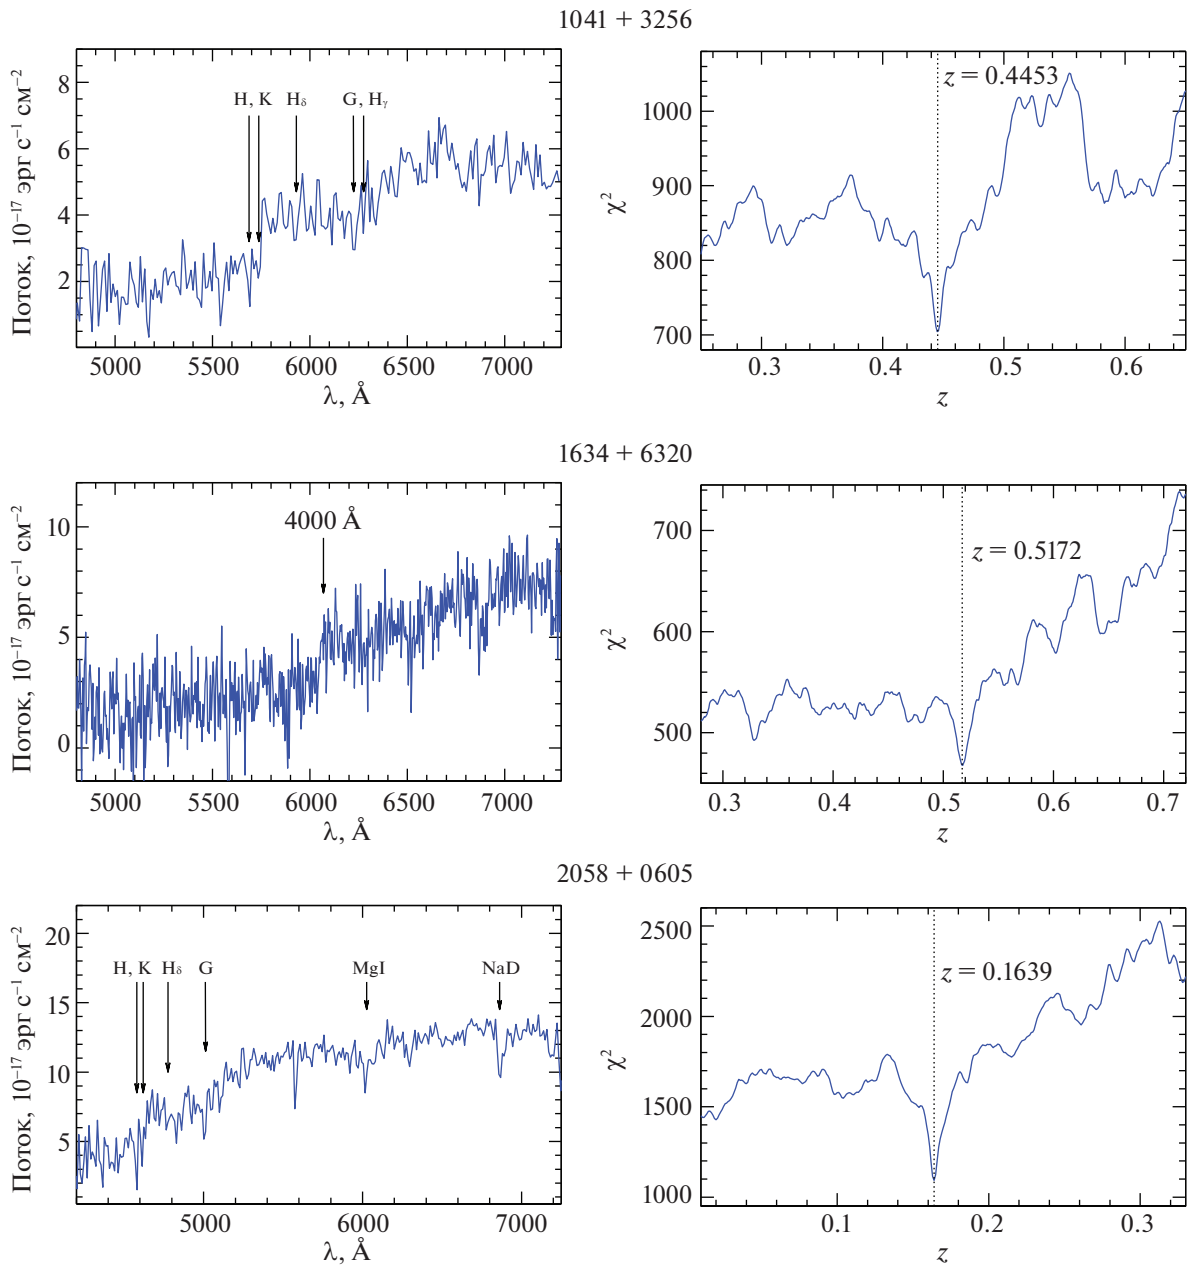 1041 + 3256
Поток, 10⁻¹⁷ эрг с⁻¹ см⁻²
8
6
4
2
H, K
Hδ
G, Hγ
5000 5500 6000 6500 7000
λ, Å
χ²
1000
900
800
700
z = 0.4453
0.3 0.4 0.5 0.6
z
1634 + 6320
Поток, 10⁻¹⁷ эрг с⁻¹ см⁻²
10
5
0
4000 Å
5000 5500 6000 6500 7000
λ, Å
χ²
700
600
500
z = 0.5172
0.3 0.4 0.5 0.6 0.7
z
2058 + 0605
Поток, 10⁻¹⁷ эрг с⁻¹ см⁻²
20
15
10
5
H, K
Hδ
G
MgI
NaD
5000 6000 7000
λ, Å
χ²
2500
2000
1500
1000
z = 0.1639
0.1 0.2 0.3
z